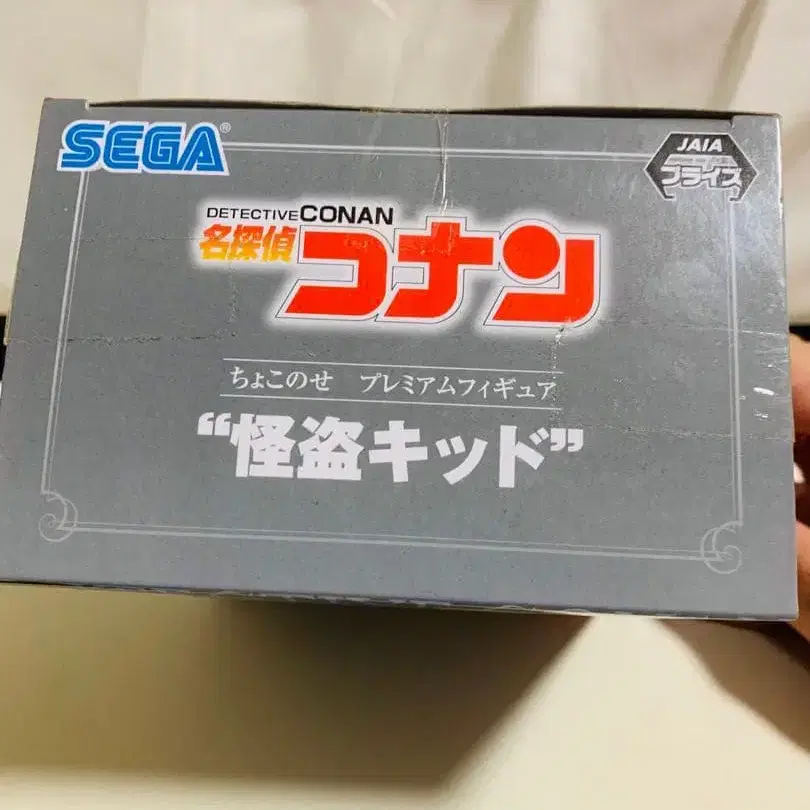 SEGA®
JAIA
プライズ
DETECTIVE CONAN
名探偵コナン
ちょこのせ プレミアムフィギュア
“怪盗キッド”